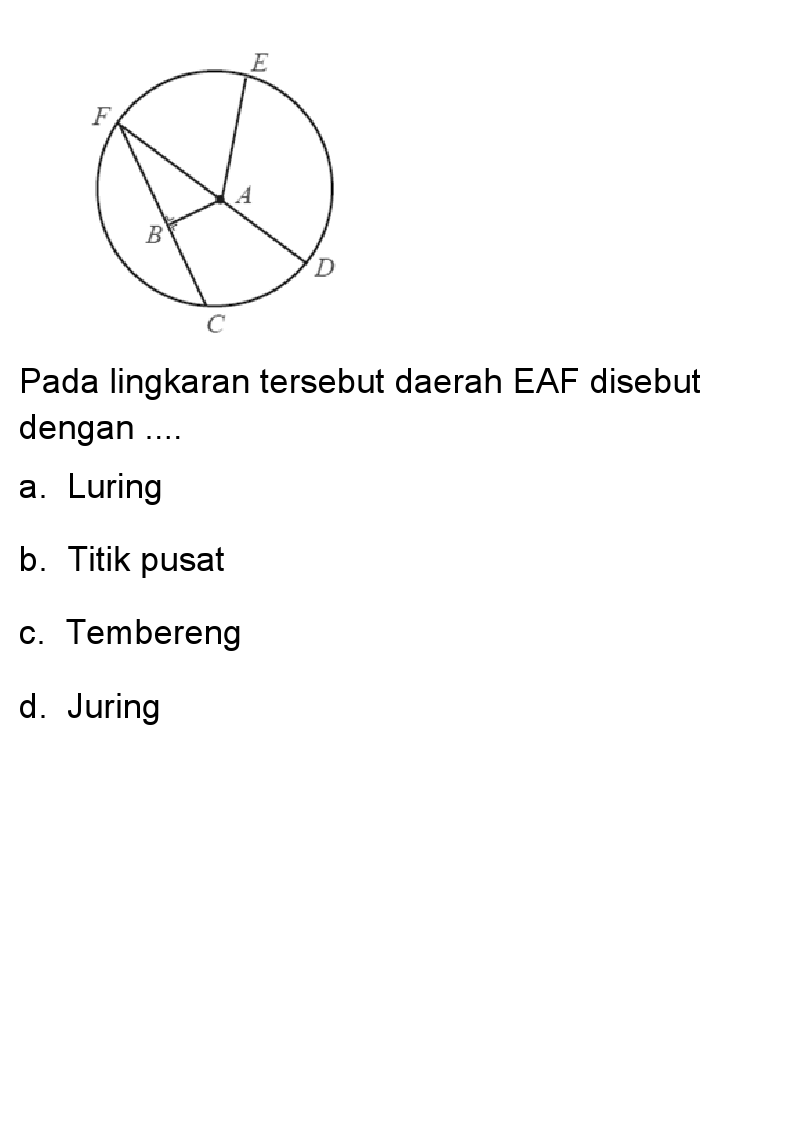 E
F
A
B
D
C
Pada lingkaran tersebut daerah EAF disebut
dengan ....
a. Luring
b. Titik pusat
c. Tembereng
d. Juring